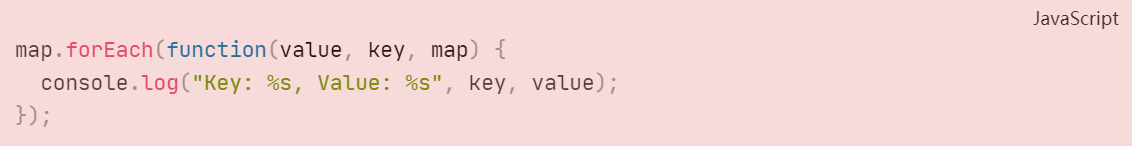 JavaScript
map.forEach(function(value, key, map) {
  console.log("Key: %s, Value: %s", key, value);
});